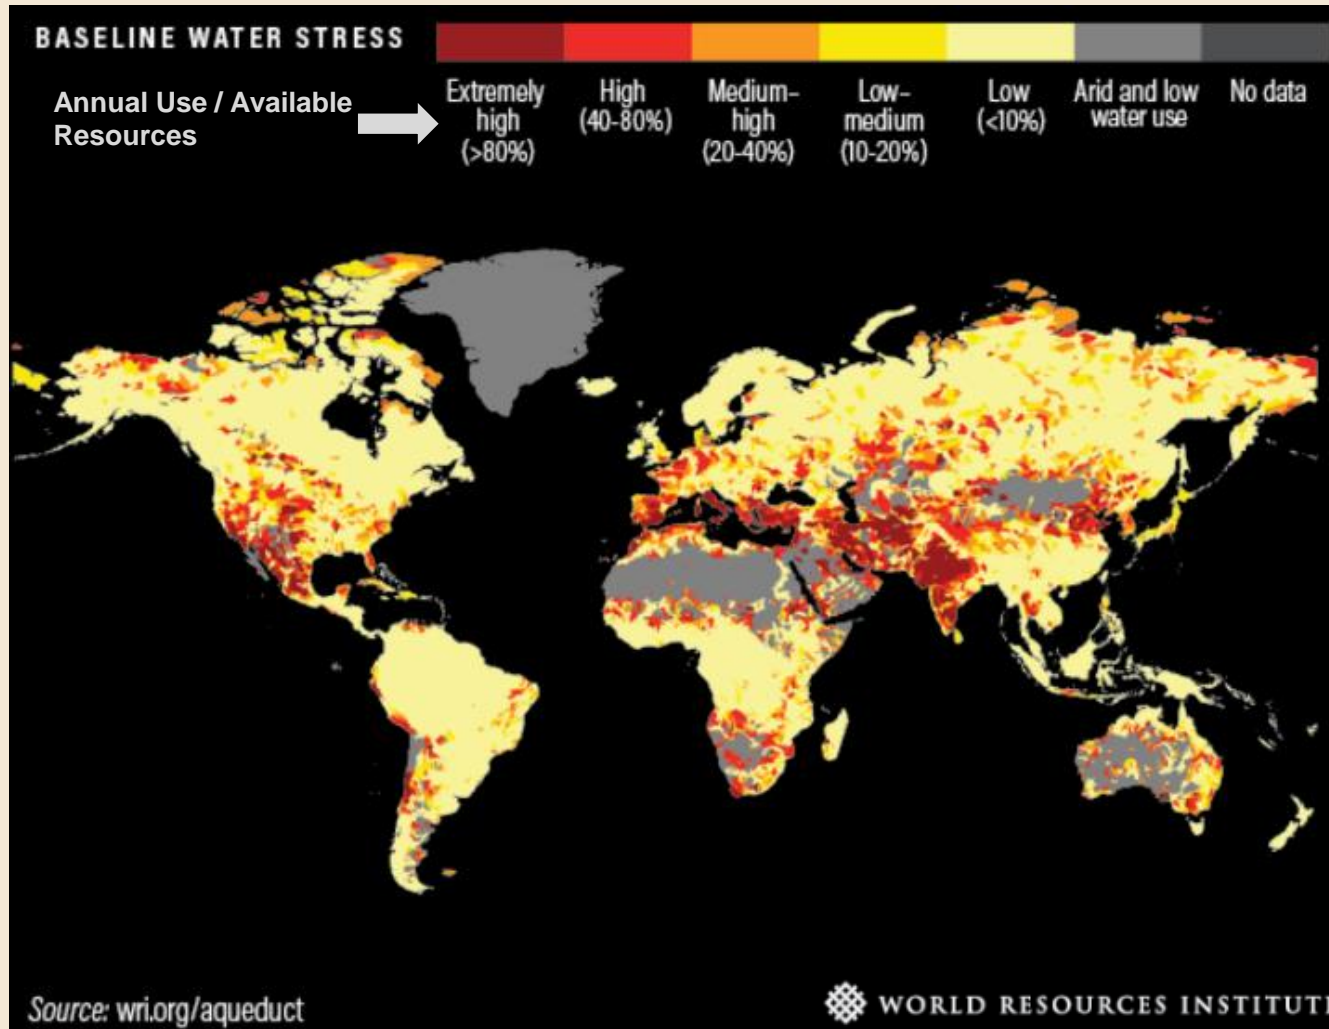 BASELINE WATER STRESS
Annual Use / Available
Resources
Extremely
high
(>80%)
High
(40-80%)
Medium–
high
(20-40%)
Low–
medium
(10-20%)
Low
(<10%)
Arid and low
water use
No data
Source: wri.org/aqueduct
WORLD RESOURCES INSTITUTE